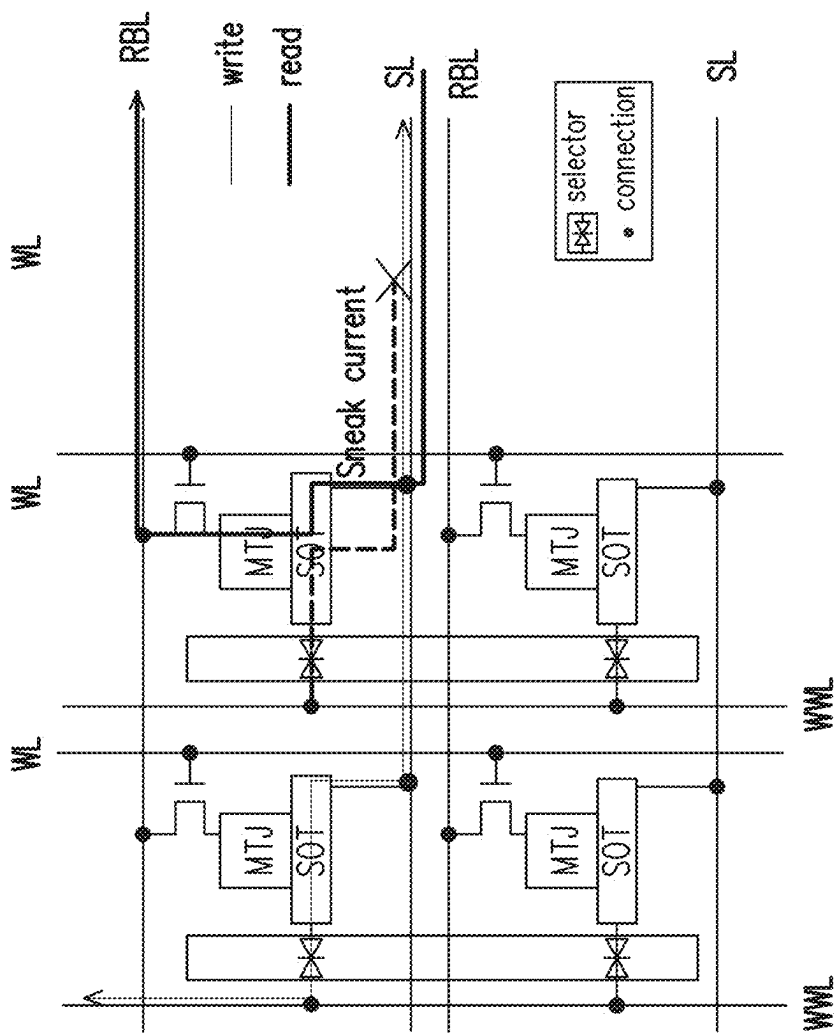 WL
WL
WL
RBL
write
read
MTJ
SOT
MTJ
SOT
Sneak current
SL
RBL
selector
connection
MTJ
SOT
MTJ
SOT
SL
WWL
WWL